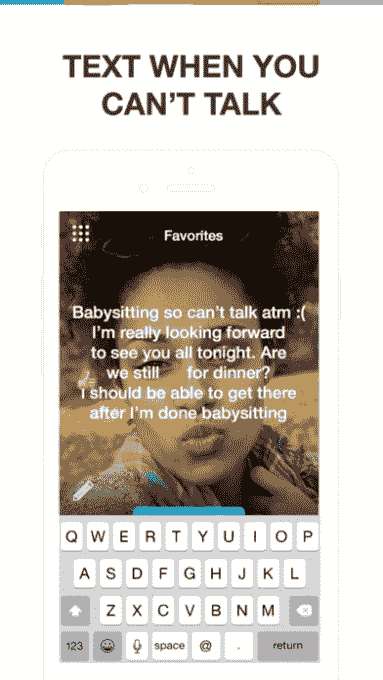 TEXT WHEN YOU
CAN'T TALK
Favorites
Babysitting so can't talk atm :(
I'm really looking forward
to see you all tonight. Are
we still for dinner?
I should be able to get there
after I'm done babysitting
Q W E R T Y U I O P
A S D F G H J K L
Z X C V B N M
123 space @ . return